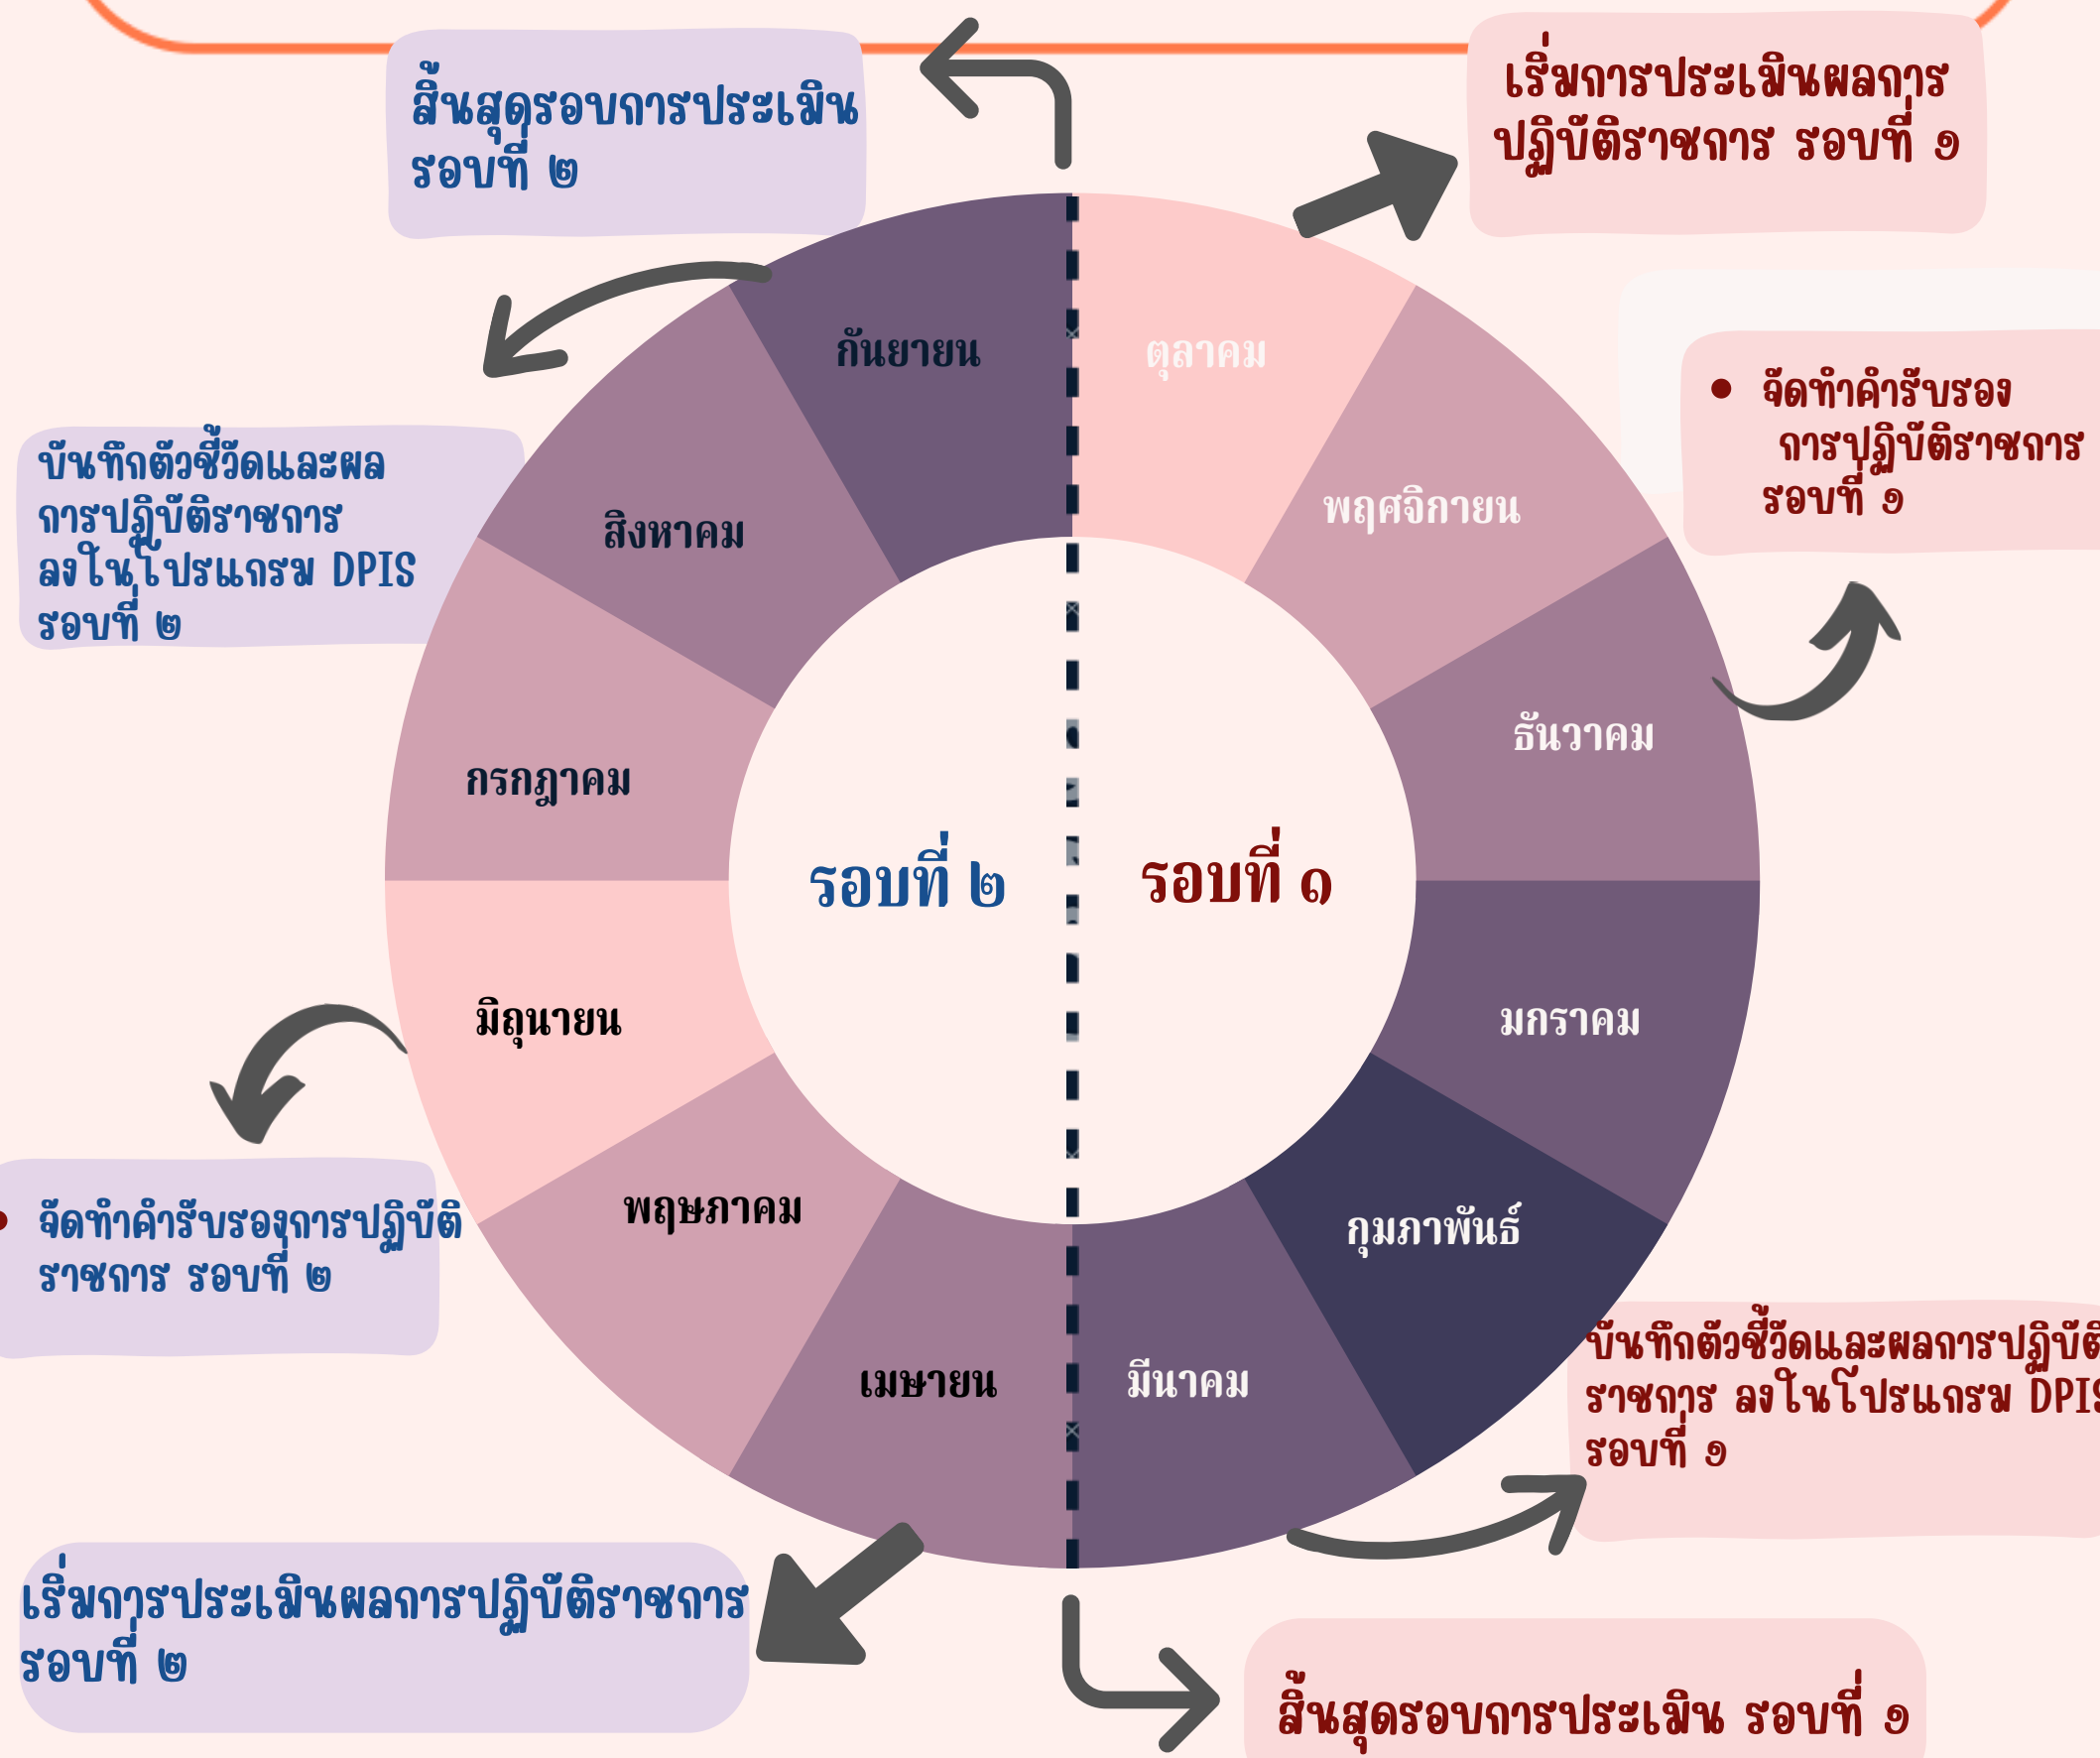 สิ้นสุดรอบการประเมิน
รอบที่ ๒
เริ่มการประเมินผลการ
ปฏิบัติราชการ รอบที่ ๑
กันยายน
ตุลาคม
• จัดทำคำรับรอง
การปฏิบัติราชการ
รอบที่ ๑
บันทึกตัวชี้วัดและผล
การปฏิบัติราชการ
ลงในโปรแกรม DPIS
รอบที่ ๒
สิงหาคม
พฤศจิกายน
ธันวาคม
กรกฎาคม
รอบที่ ๒
รอบที่ ๑
มิถุนายน
มกราคม
• จัดทำคำรับรองการปฏิบัติ
ราชการ รอบที่ ๒
พฤษภาคม
กุมภาพันธ์
เมษายน
มีนาคม
บันทึกตัวชี้วัดและผลการปฏิบัติ
ราชการ ลงในโปรแกรม DPIS
รอบที่ ๑
เริ่มการประเมินผลการปฏิบัติราชการ
รอบที่ ๒
สิ้นสุดรอบการประเมิน รอบที่ ๑